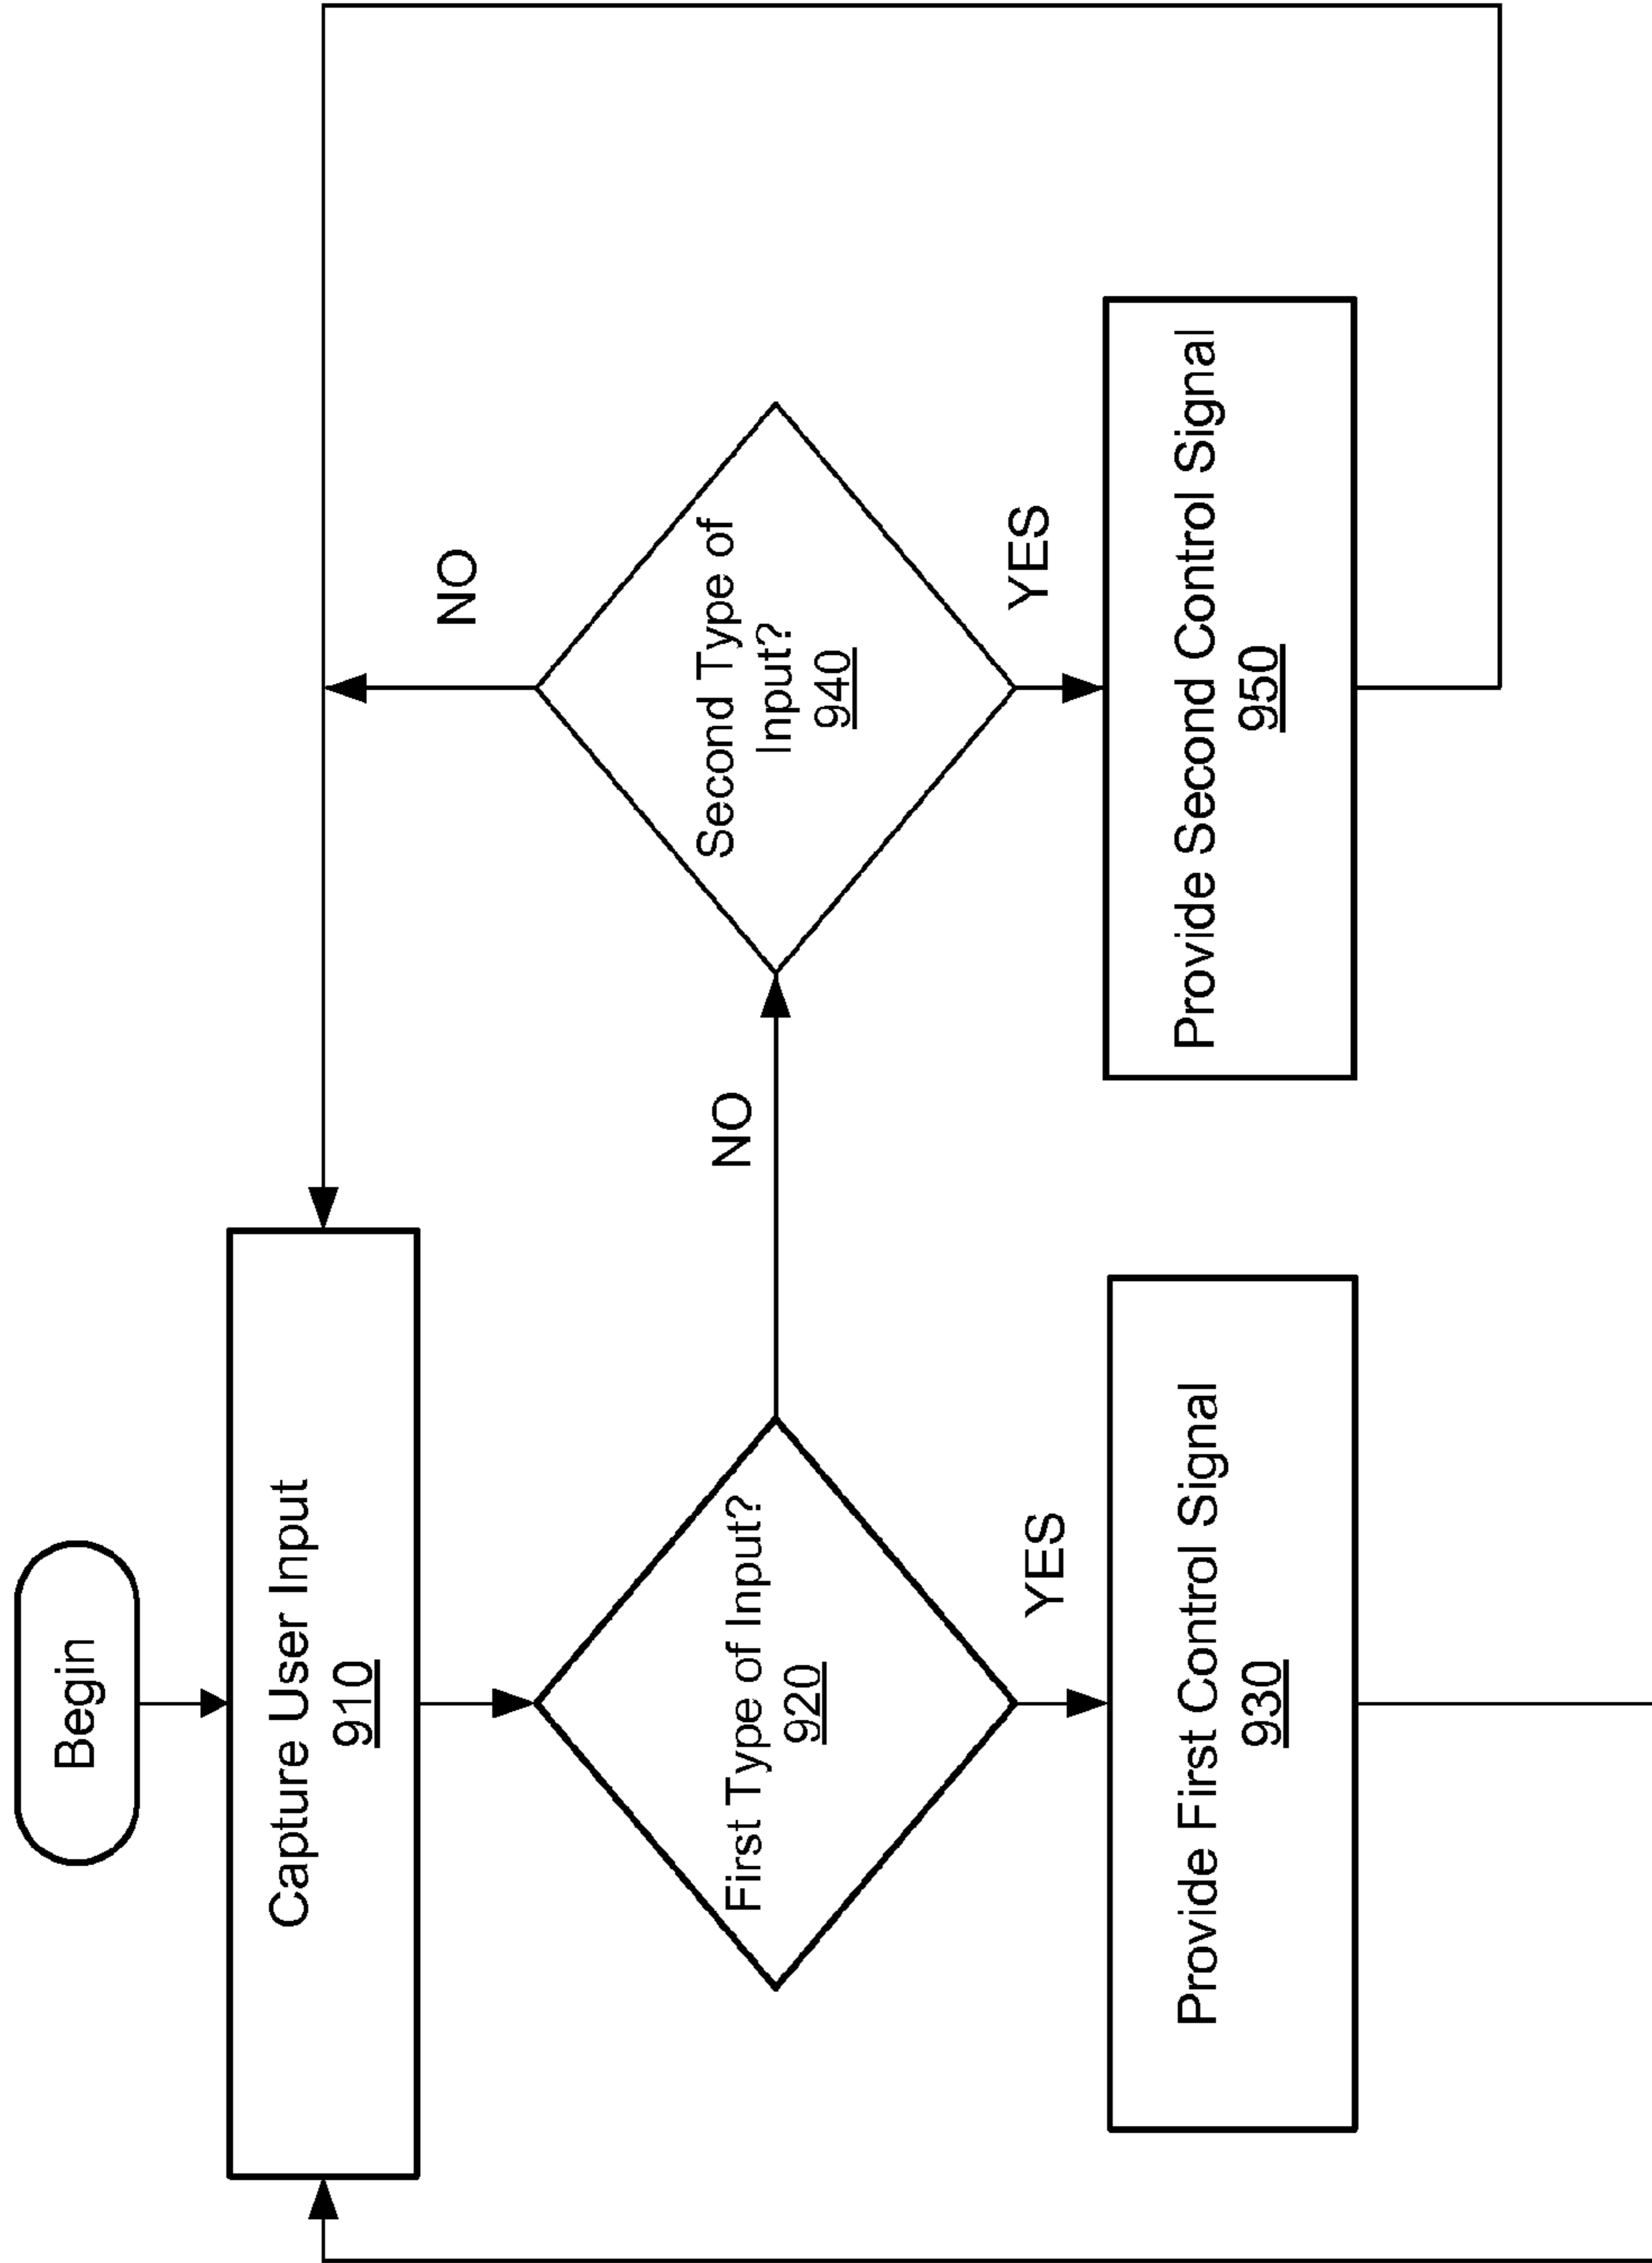 Begin
Capture User Input
910
First Type of Input?
920
NO
YES
Provide First Control Signal
930
Second Type of
Input?
940
NO
YES
Provide Second Control Signal
950